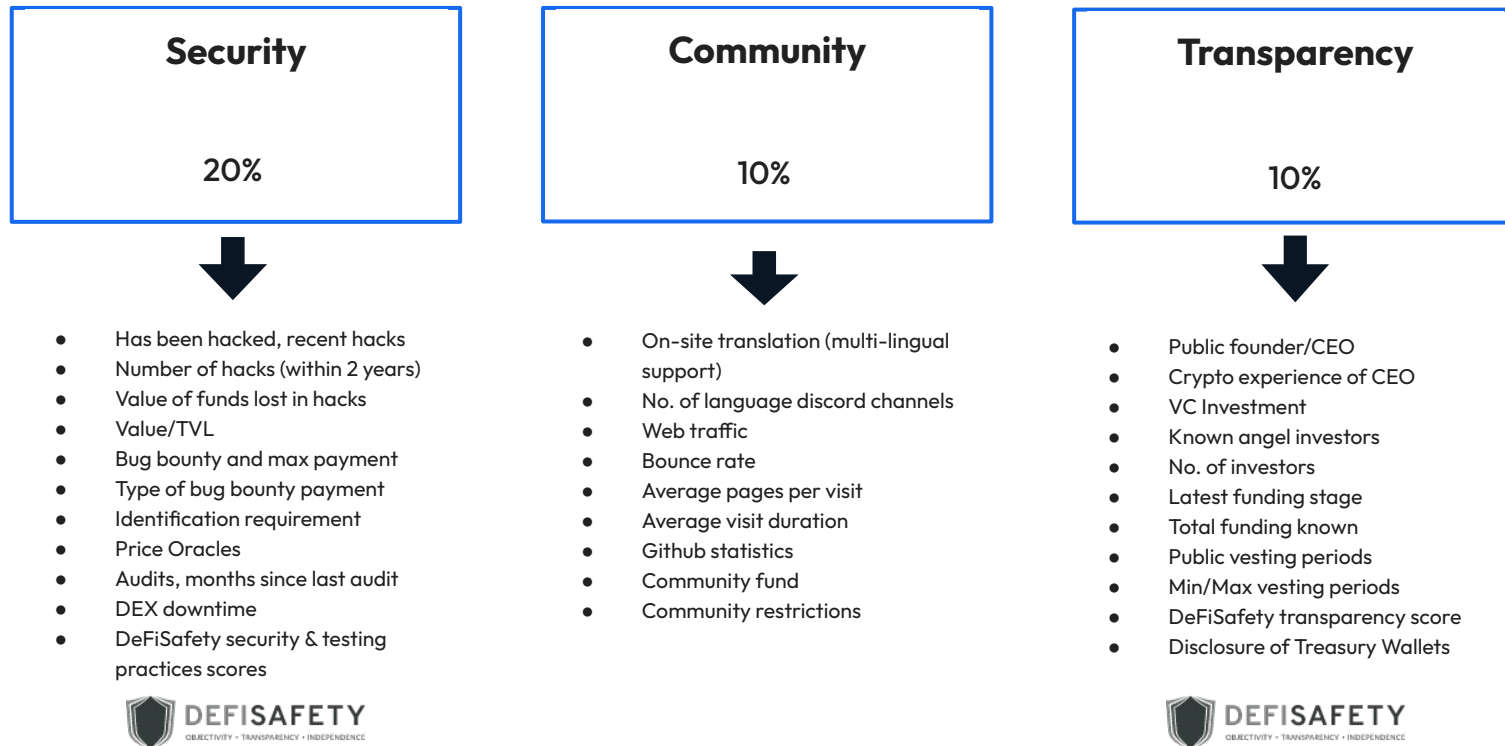 Security
20%
● Has been hacked, recent hacks
● Number of hacks (within 2 years)
● Value of funds lost in hacks
● Value/TVL
● Bug bounty and max payment
● Type of bug bounty payment
● Identification requirement
● Price Oracles
● Audits, months since last audit
● DEX downtime
● DeFiSafety security & testing
practices scores
DEFISAFETY
OBJECTIVITY • TRANSPARENCY • INDEPENDENCE
Community
10%
● On-site translation (multi-lingual
support)
● No. of language discord channels
● Web traffic
● Bounce rate
● Average pages per visit
● Average visit duration
● Github statistics
● Community fund
● Community restrictions
Transparency
10%
● Public founder/CEO
● Crypto experience of CEO
● VC Investment
● Known angel investors
● No. of investors
● Latest funding stage
● Total funding known
● Public vesting periods
● Min/Max vesting periods
● DeFiSafety transparency score
● Disclosure of Treasury Wallets
DEFISAFETY
OBJECTIVITY • TRANSPARENCY • INDEPENDENCE